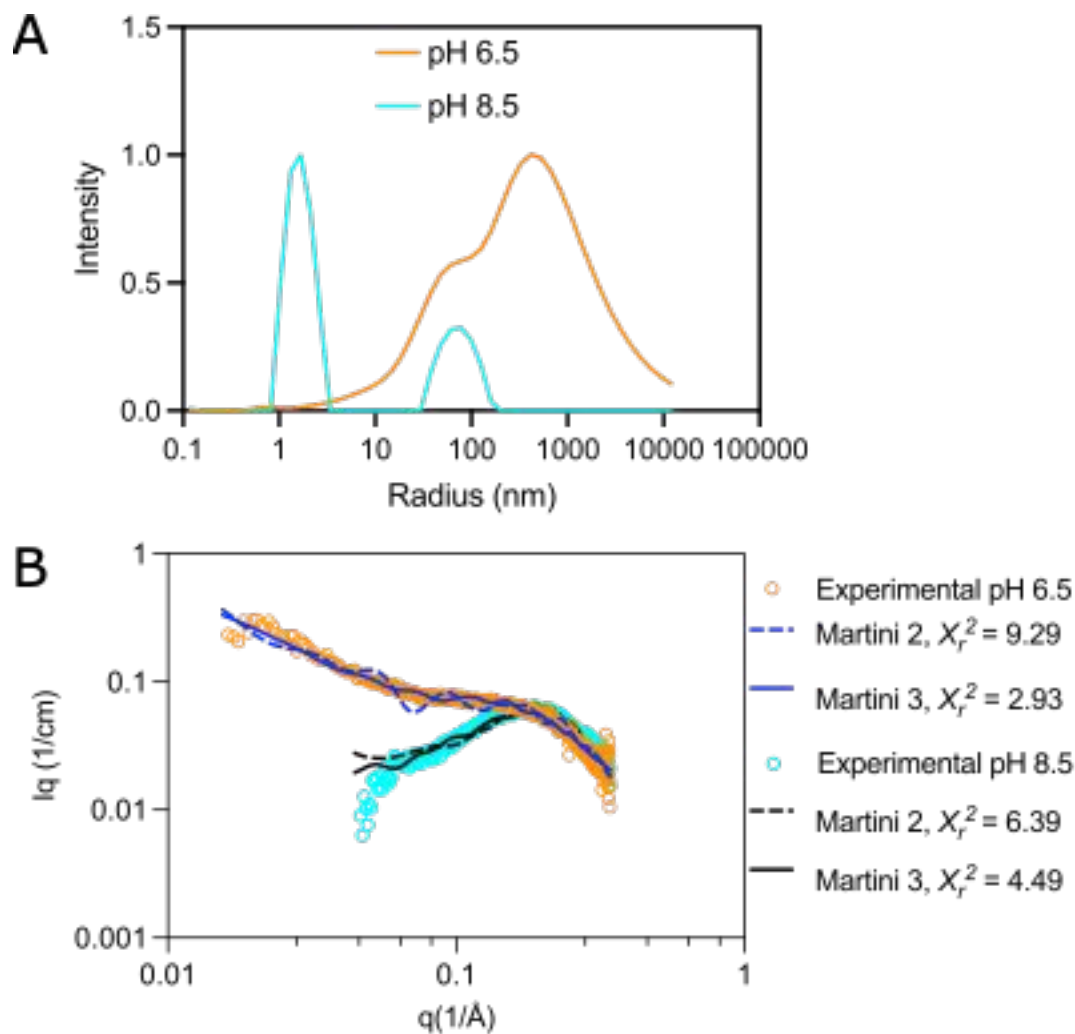 A
1.5
pH 6.5
pH 8.5
1.0
Intensity
0.5
0.0
0.1 1 10 100 1000 10000 100000
Radius (nm)
B
1
Experimental pH 6.5
Martini 2, Xr² = 9.29
0.1
Martini 3, Xr² = 2.93
Iq (1/cm)
Experimental pH 8.5
0.01
Martini 2, Xr² = 6.39
Martini 3, Xr² = 4.49
0.001
0.01 0.1 1
q(1/Å)